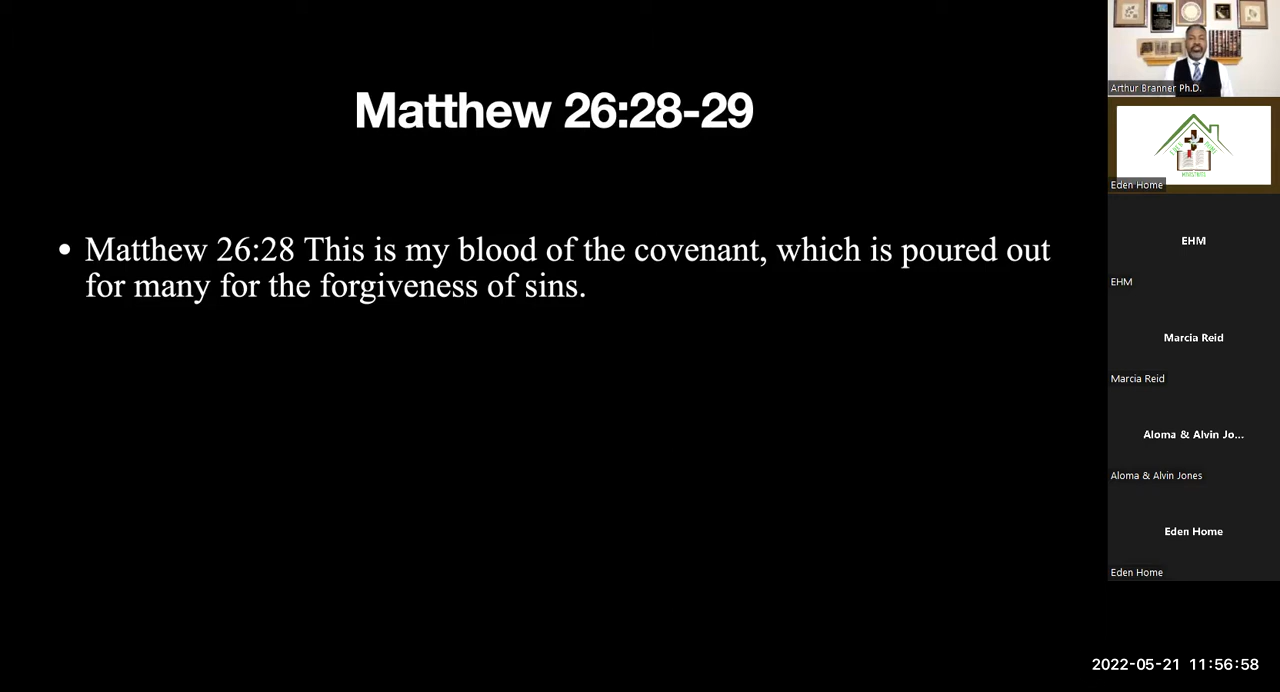 Matthew 26:28-29
• Matthew 26:28 This is my blood of the covenant, which is poured out
for many for the forgiveness of sins.
Arthur Branner Ph.D.
Eden Home
EHM
EHM
Marcia Reid
Marcia Reid
Aloma & Alvin Jo...
Aloma & Alvin Jones
Eden Home
Eden Home
2022-05-21 11:56:58